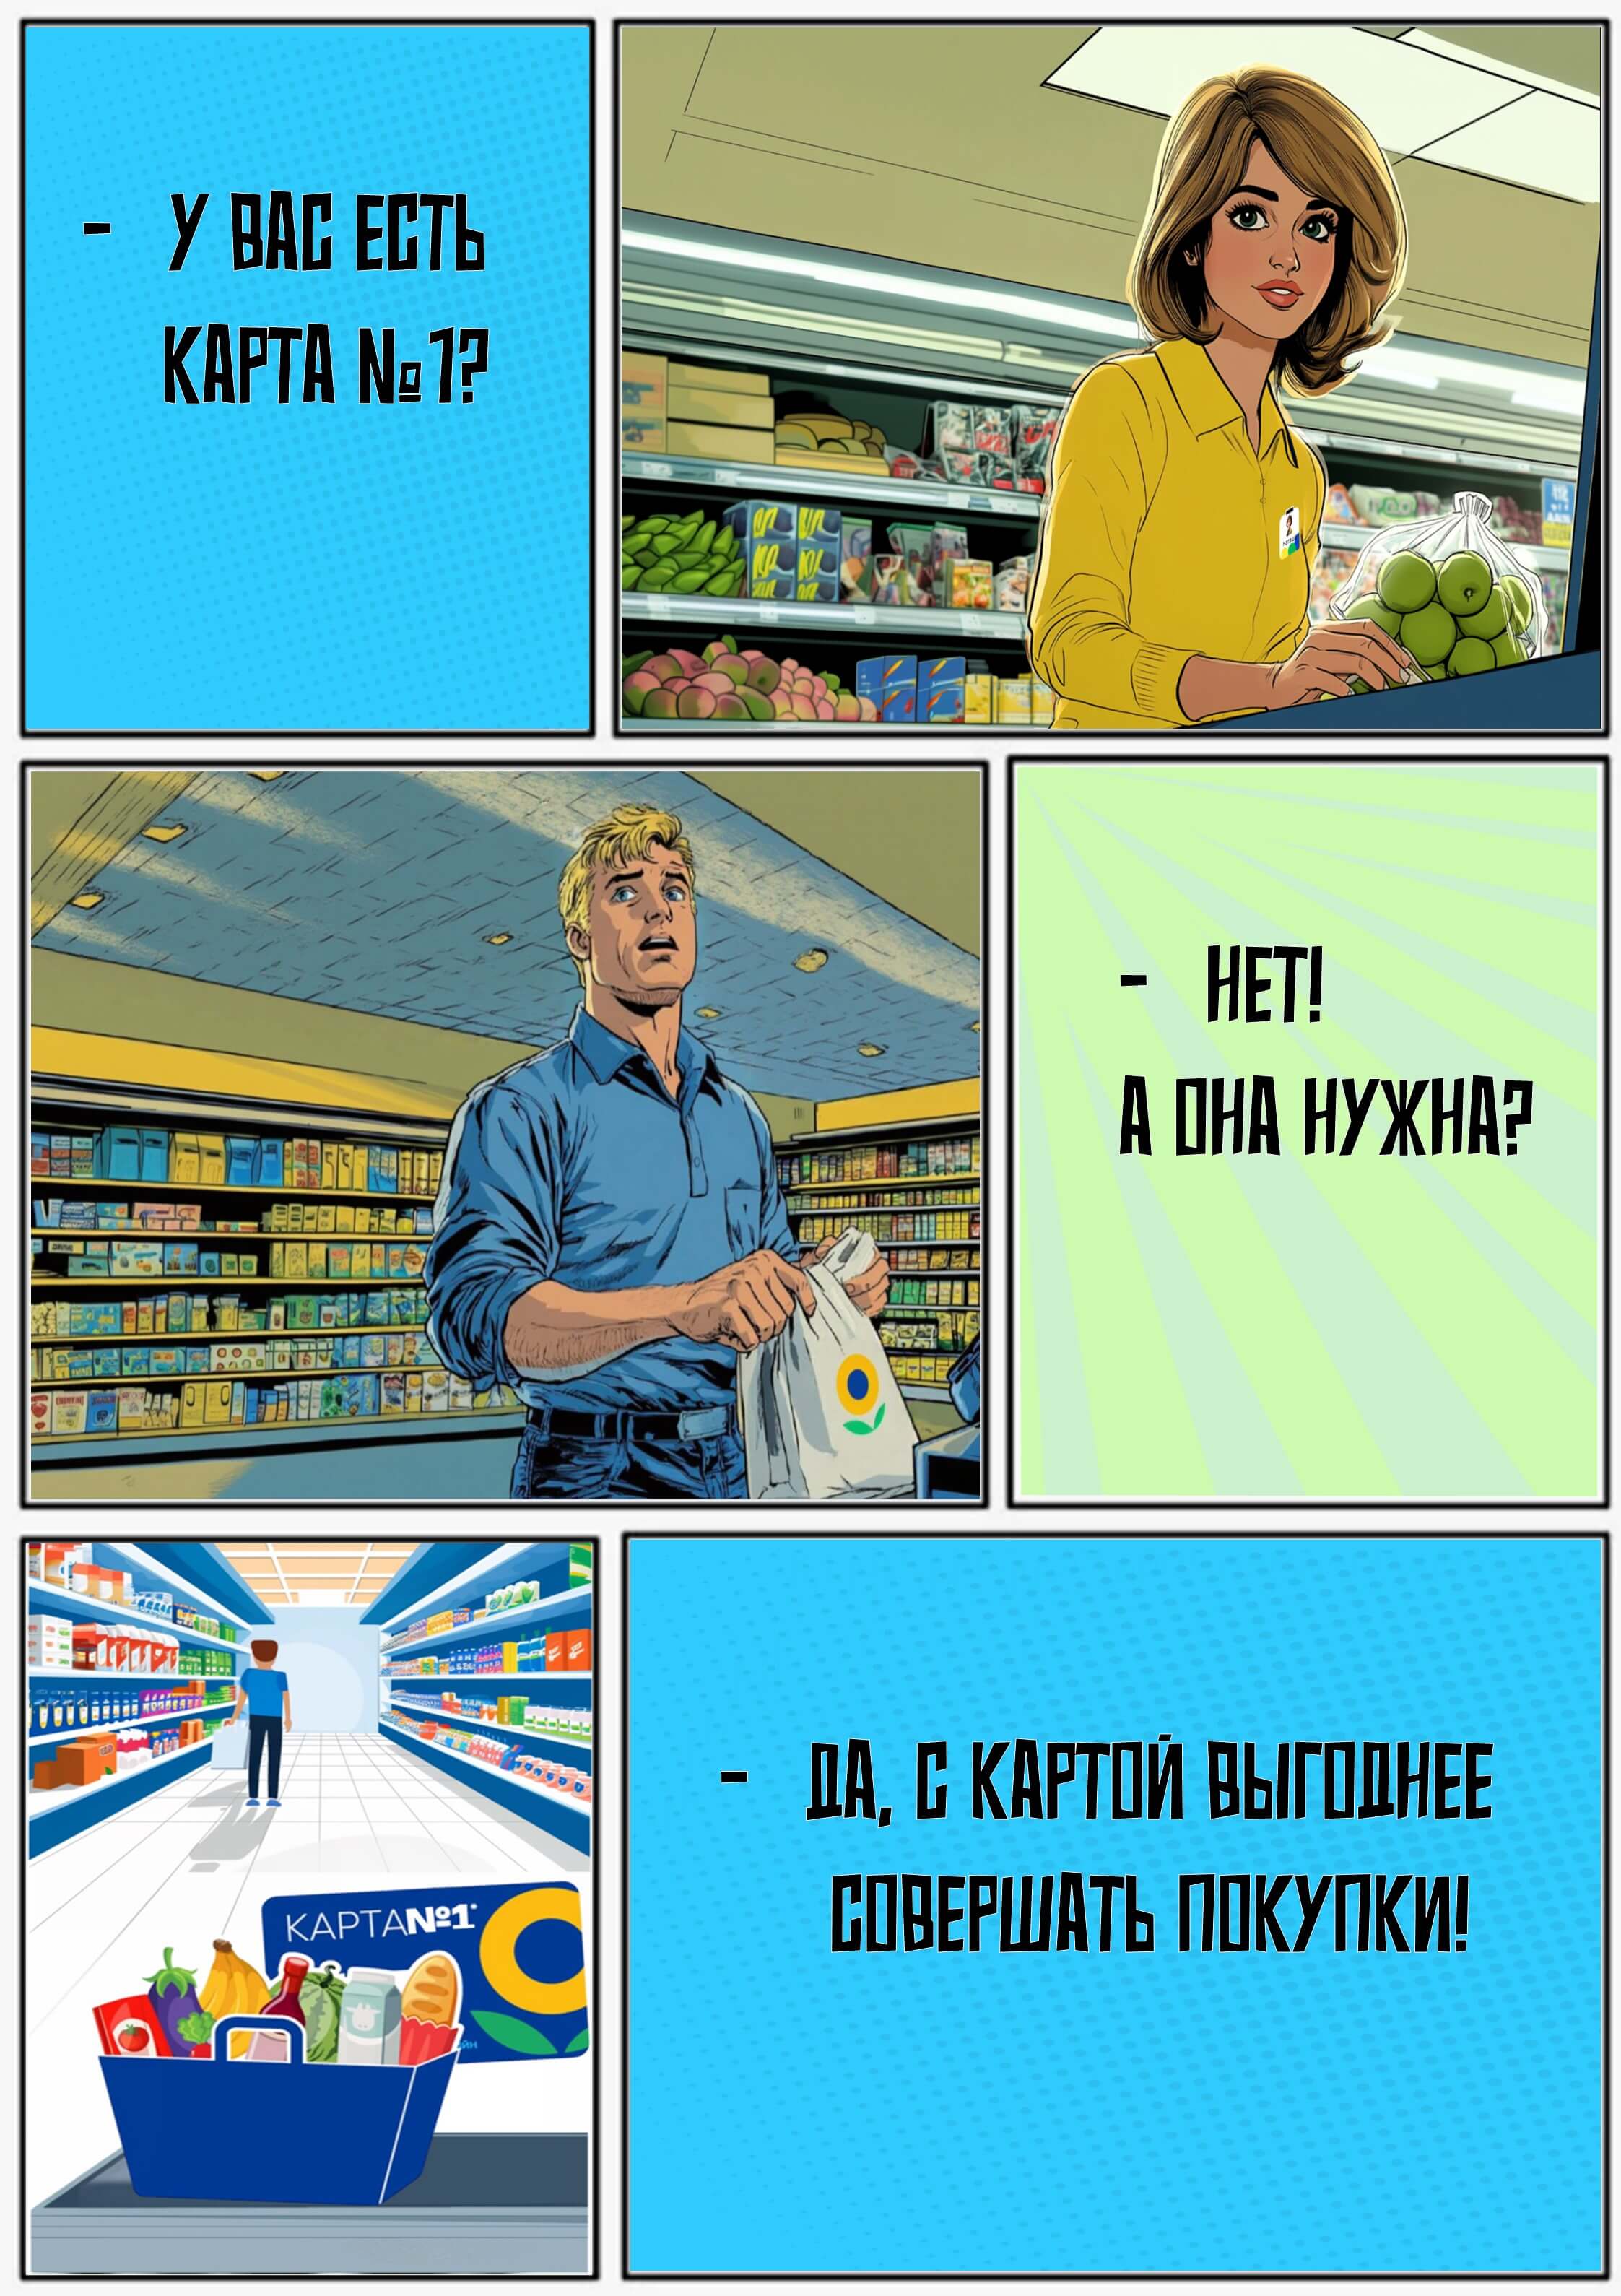 - У ВАС ЕСТЬ
КАРТА №1?
- НЕТ!
А ОНА НУЖНА?
КАРТА№1
- ДА, С КАРТОЙ ВЫГОДНЕЕ
СОВЕРШАТЬ ПОКУПКИ!